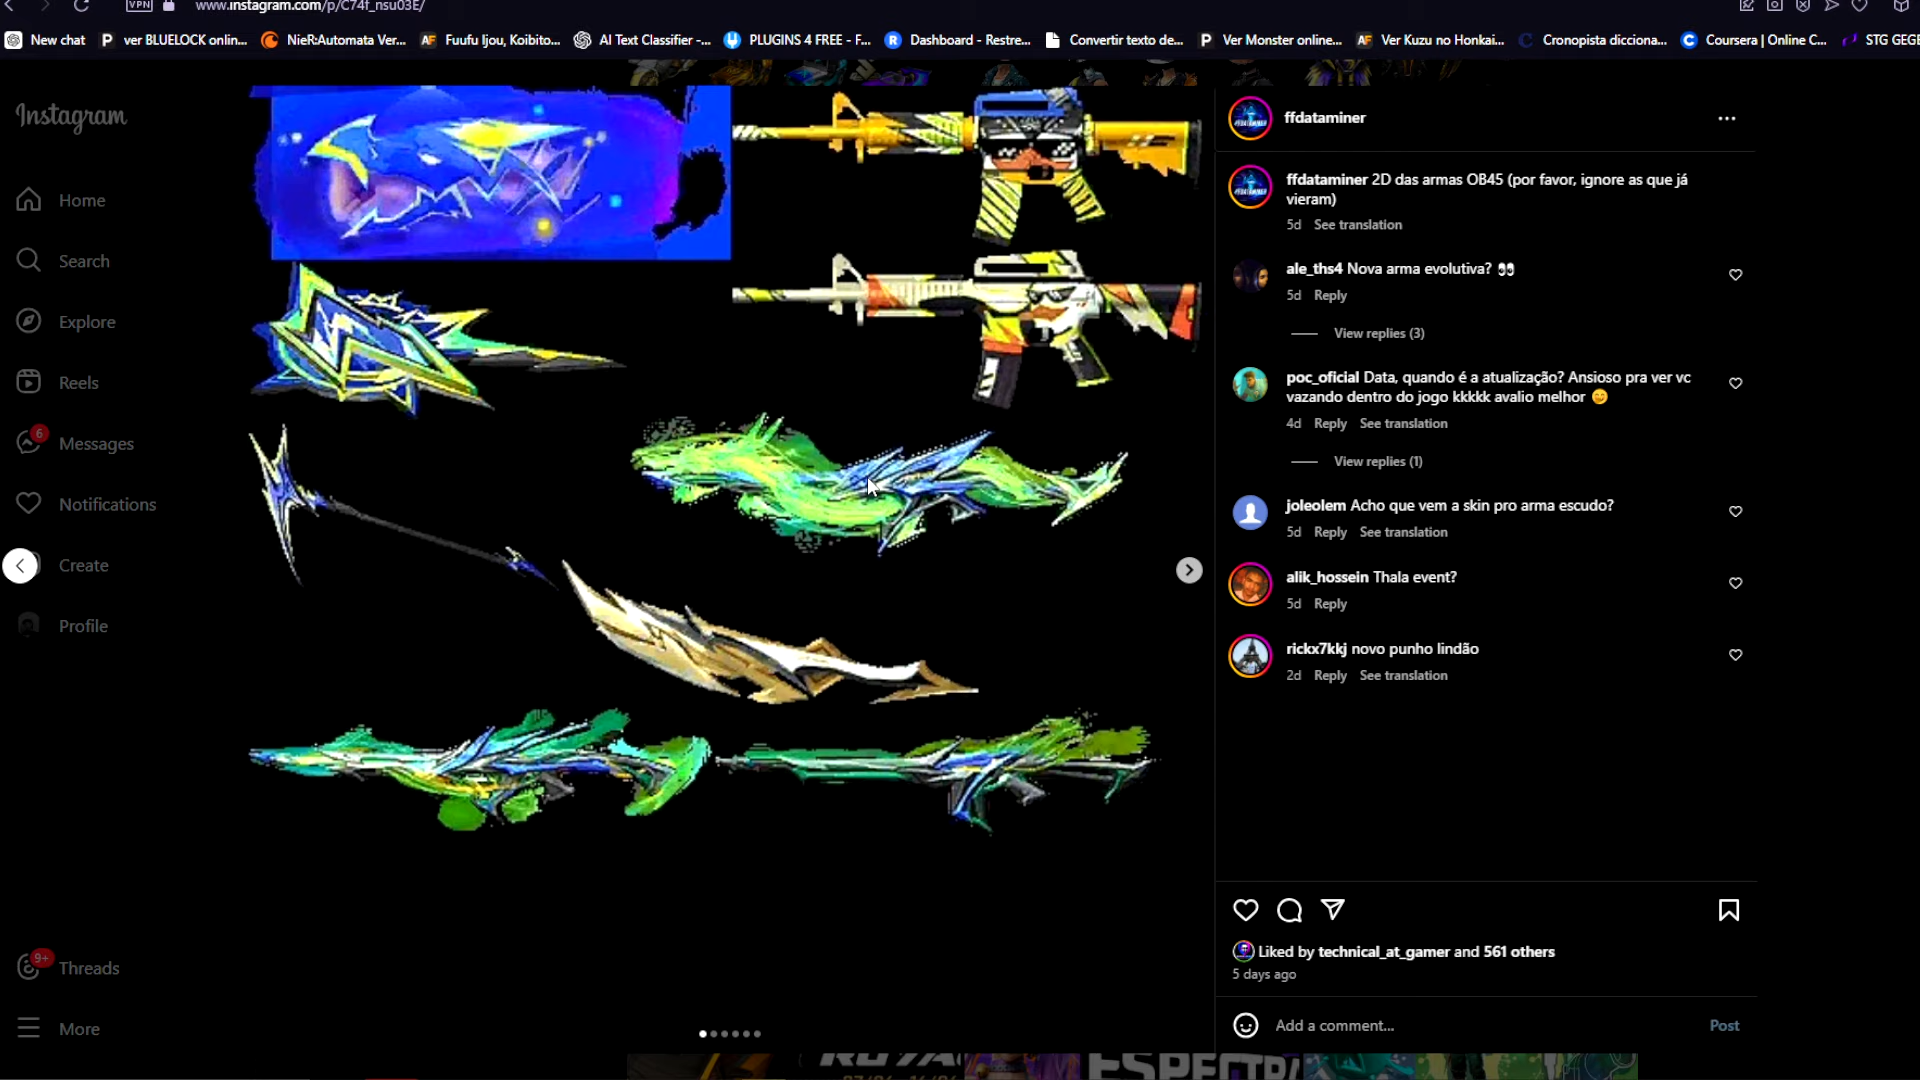 www.instagram.com/p/C74f_nsu03E/
VPN
New chat
ver BLUELOCK onlin...
NieR:Automata Ver...
AF
Fuufu Ijou, Koibito...
AI Text Classifier -...
PLUGINS 4 FREE - F...
R
Dashboard - Restre...
Convertir texto de...
Ver Monster online...
AF
Ver Kuzu no Honkai...
Cronopista dicciona...
Coursera | Online C...
STG GEGE
Instagram
Home
Search
Explore
Reels
6
Messages
Notifications
Create
Profile
9+
Threads
More
ffdataminer
ffdataminer 2D das armas OB45 (por favor, ignore as que já
vieram)
5d See translation
ale_ths4 Nova arma evolutiva? 👀
5d Reply
View replies (3)
poc_oficial Data, quando é a atualização? Ansioso pra ver vc
vazando dentro do jogo kkkkk avalio melhor 😊
4d Reply See translation
View replies (1)
joleolem Acho que vem a skin pro arma escudo?
5d Reply See translation
alik_hossein Thala event?
5d Reply
rickx7kkj novo punho lindão
2d Reply See translation
Liked by technical_at_gamer and 561 others
5 days ago
Add a comment...
Post